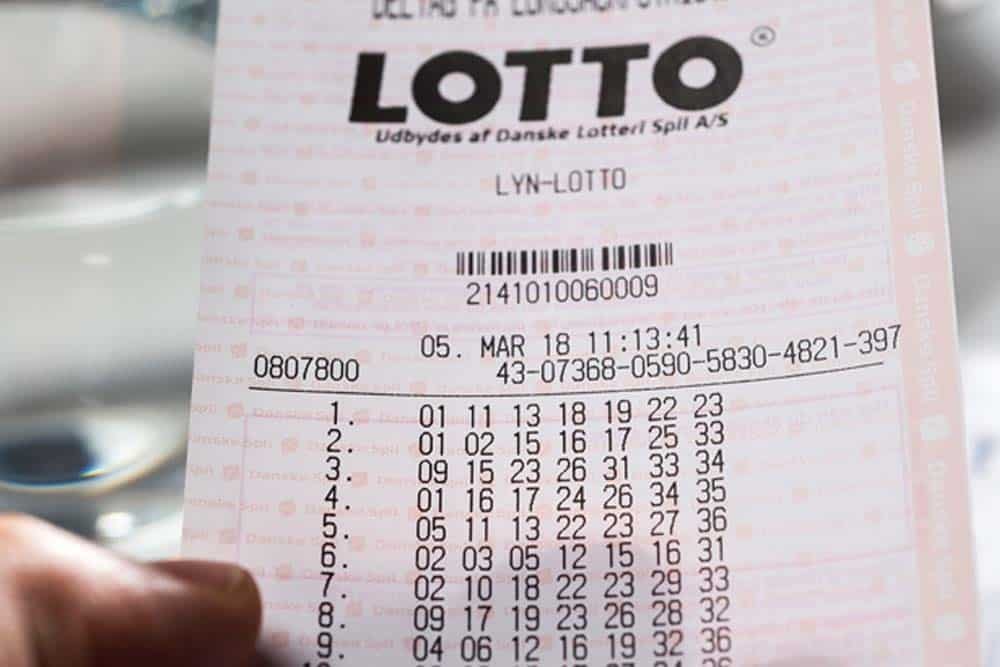 LOTTO®
Udbydes af Danske Lotteri Spil A/S
LYN-LOTTO
2141010060009
05. MAR 18 11:13:41
0807800 43-07368-0590-5830-4821-397
1. 01 11 13 18 19 22 23
2. 01 02 15 16 17 25 33
3. 09 15 23 26 31 33 34
4. 01 16 17 24 26 34 35
5. 05 11 13 22 23 27 36
6. 02 03 05 12 15 16 31
7. 02 10 18 22 23 29 33
8. 09 17 19 23 26 28 32
9. 04 06 12 16 19 32 36
Danske Spil